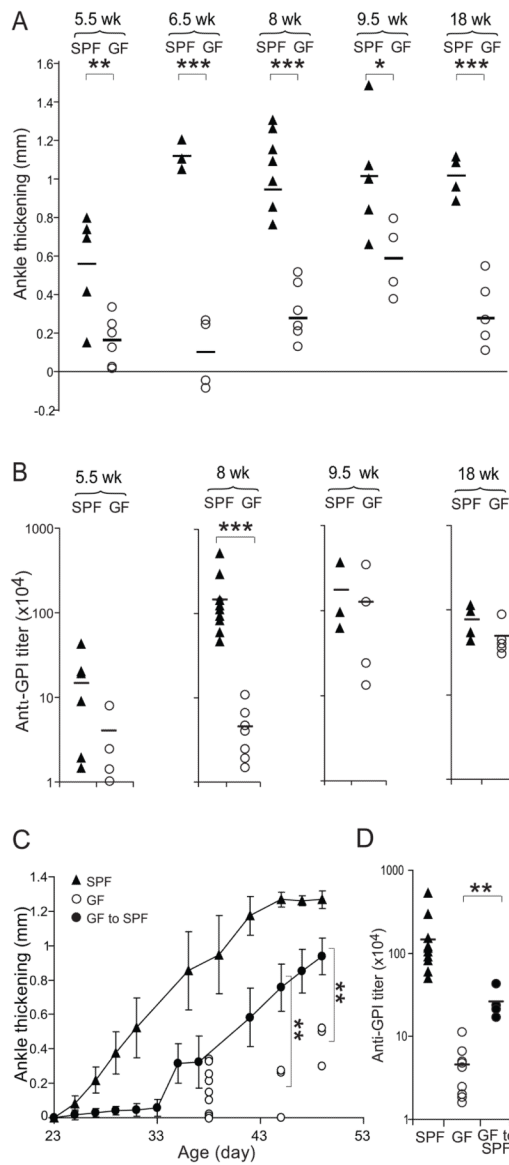 A
5.5 wk 6.5 wk 8 wk 9.5 wk 18 wk
SPF GF SPF GF SPF GF SPF GF SPF GF
** *** *** * ***
Ankle thickening (mm)
1.6
1.4
1.2
1
0.8
0.6
0.4
0.2
0
-0.2
B
5.5 wk 8 wk 9.5 wk 18 wk
SPF GF SPF GF SPF GF SPF GF
***
Anti-GPI titer (x10⁴)
1000
100
10
1
C
SPF
GF
GF to SPF
Ankle thickening (mm)
1.4
1.2
1
0.8
0.6
0.4
0.2
0
**
**
23 33 43 53
Age (day)
D
**
Anti-GPI titer (x10⁴)
1000
100
10
1
SPF GF GF to
SPF